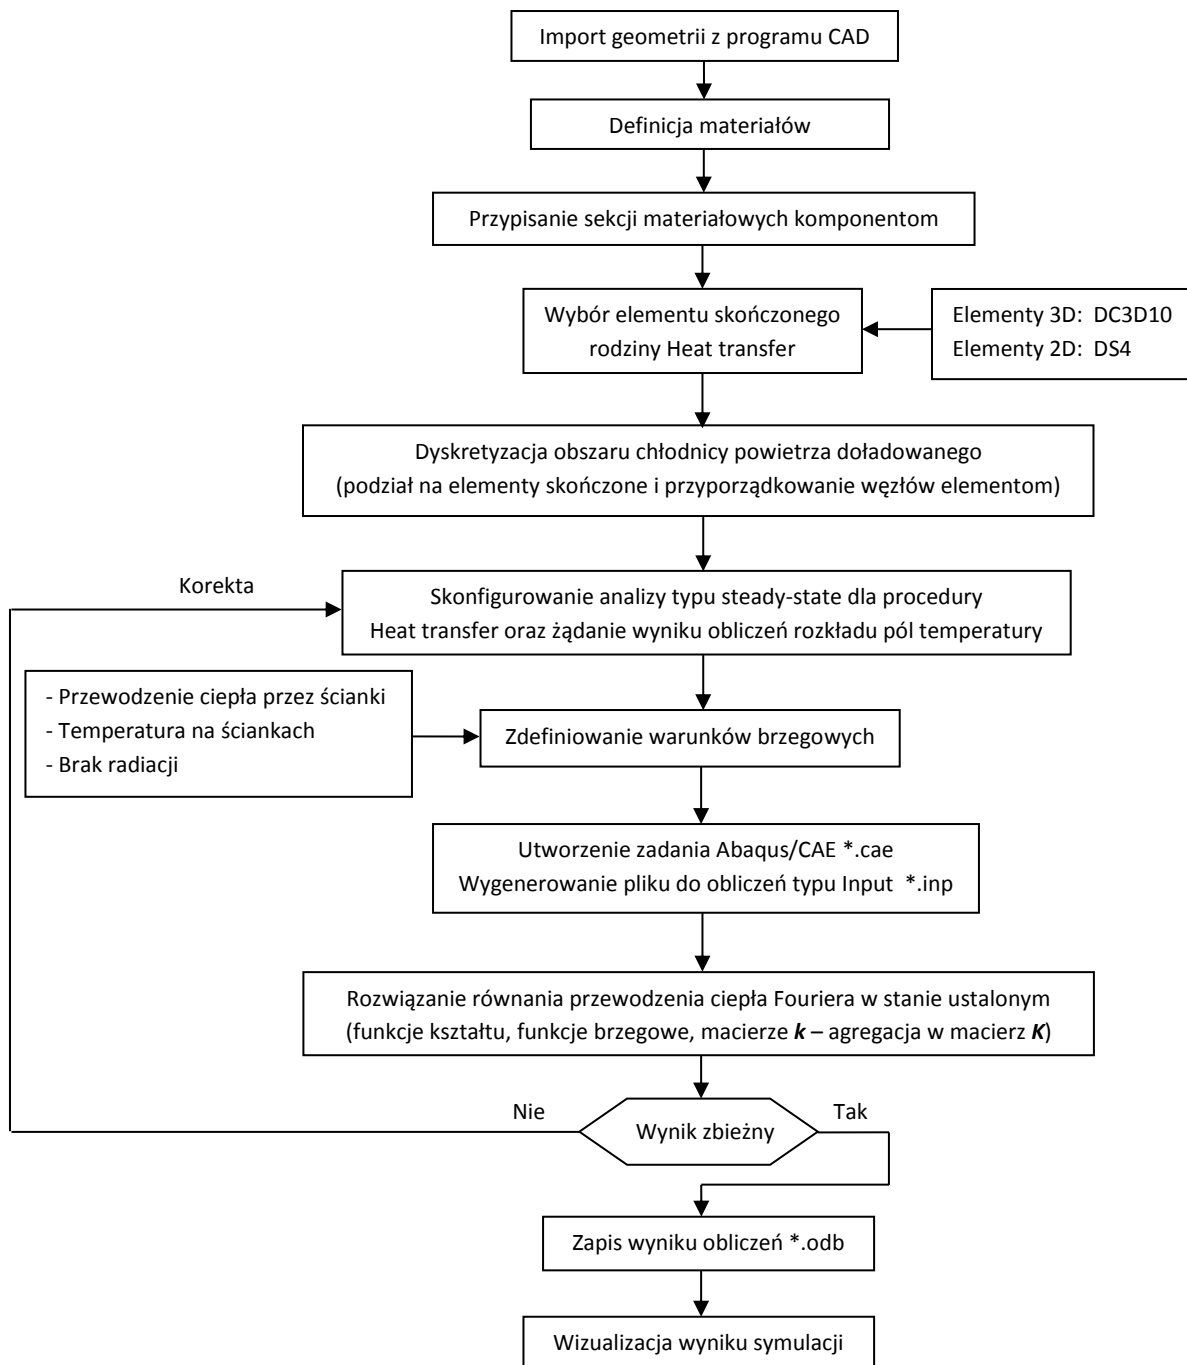 Import geometrii z programu CAD
Definicja materiałów
Przypisanie sekcji materiałowych komponentom
Wybór elementu skończonego
rodziny Heat transfer
Elementy 3D: DC3D10
Elementy 2D: DS4
Dyskretyzacja obszaru chłodnicy powietrza doładowanego
(podział na elementy skończone i przyporządkowanie węzłów elementom)
Korekta
Skonfigurowanie analizy typu steady-state dla procedury
Heat transfer oraz żądanie wyniku obliczeń rozkładu pól temperatury
- Przewodzenie ciepła przez ścianki
- Temperatura na ściankach
- Brak radiacji
Zdefiniowanie warunków brzegowych
Utworzenie zadania Abaqus/CAE *.cae
Wygenerowanie pliku do obliczeń typu Input *.inp
Rozwiązanie równania przewodzenia ciepła Fouriera w stanie ustalonym
(funkcje kształtu, funkcje brzegowe, macierze k – agregacja w macierz K)
Nie
Tak
Wynik zbieżny
Zapis wyniku obliczeń *.odb
Wizualizacja wyniku symulacji